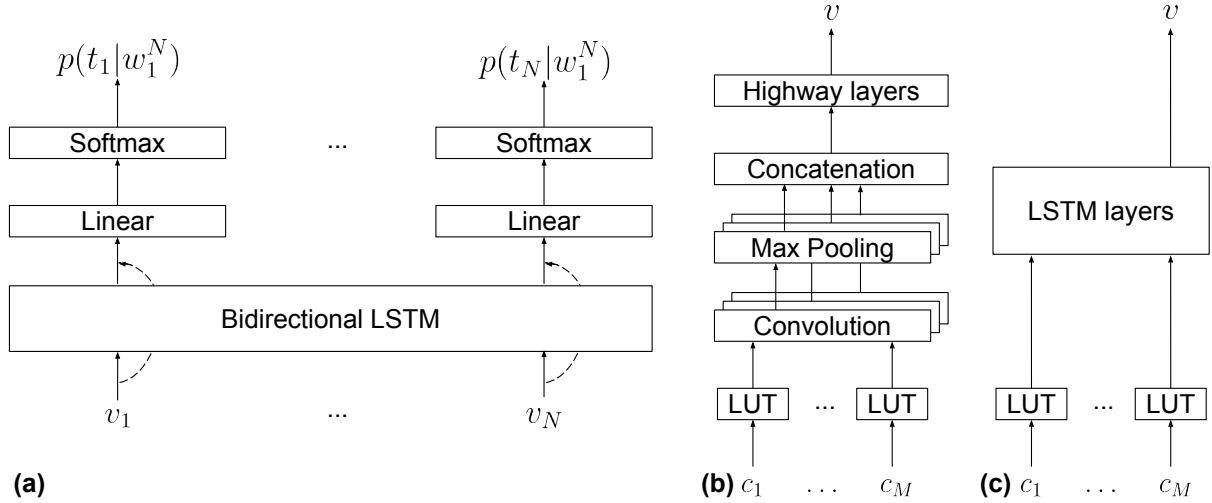 p(t_1|w_1^N) p(t_N|w_1^N)
Softmax ... Softmax
Linear Linear
Bidirectional LSTM
v_1 ... v_N
(a)
v
Highway layers
Concatenation
Max Pooling
Convolution
LUT ... LUT
(b) c_1 ... c_M
v
LSTM layers
LUT ... LUT
(c) c_1 ... c_M